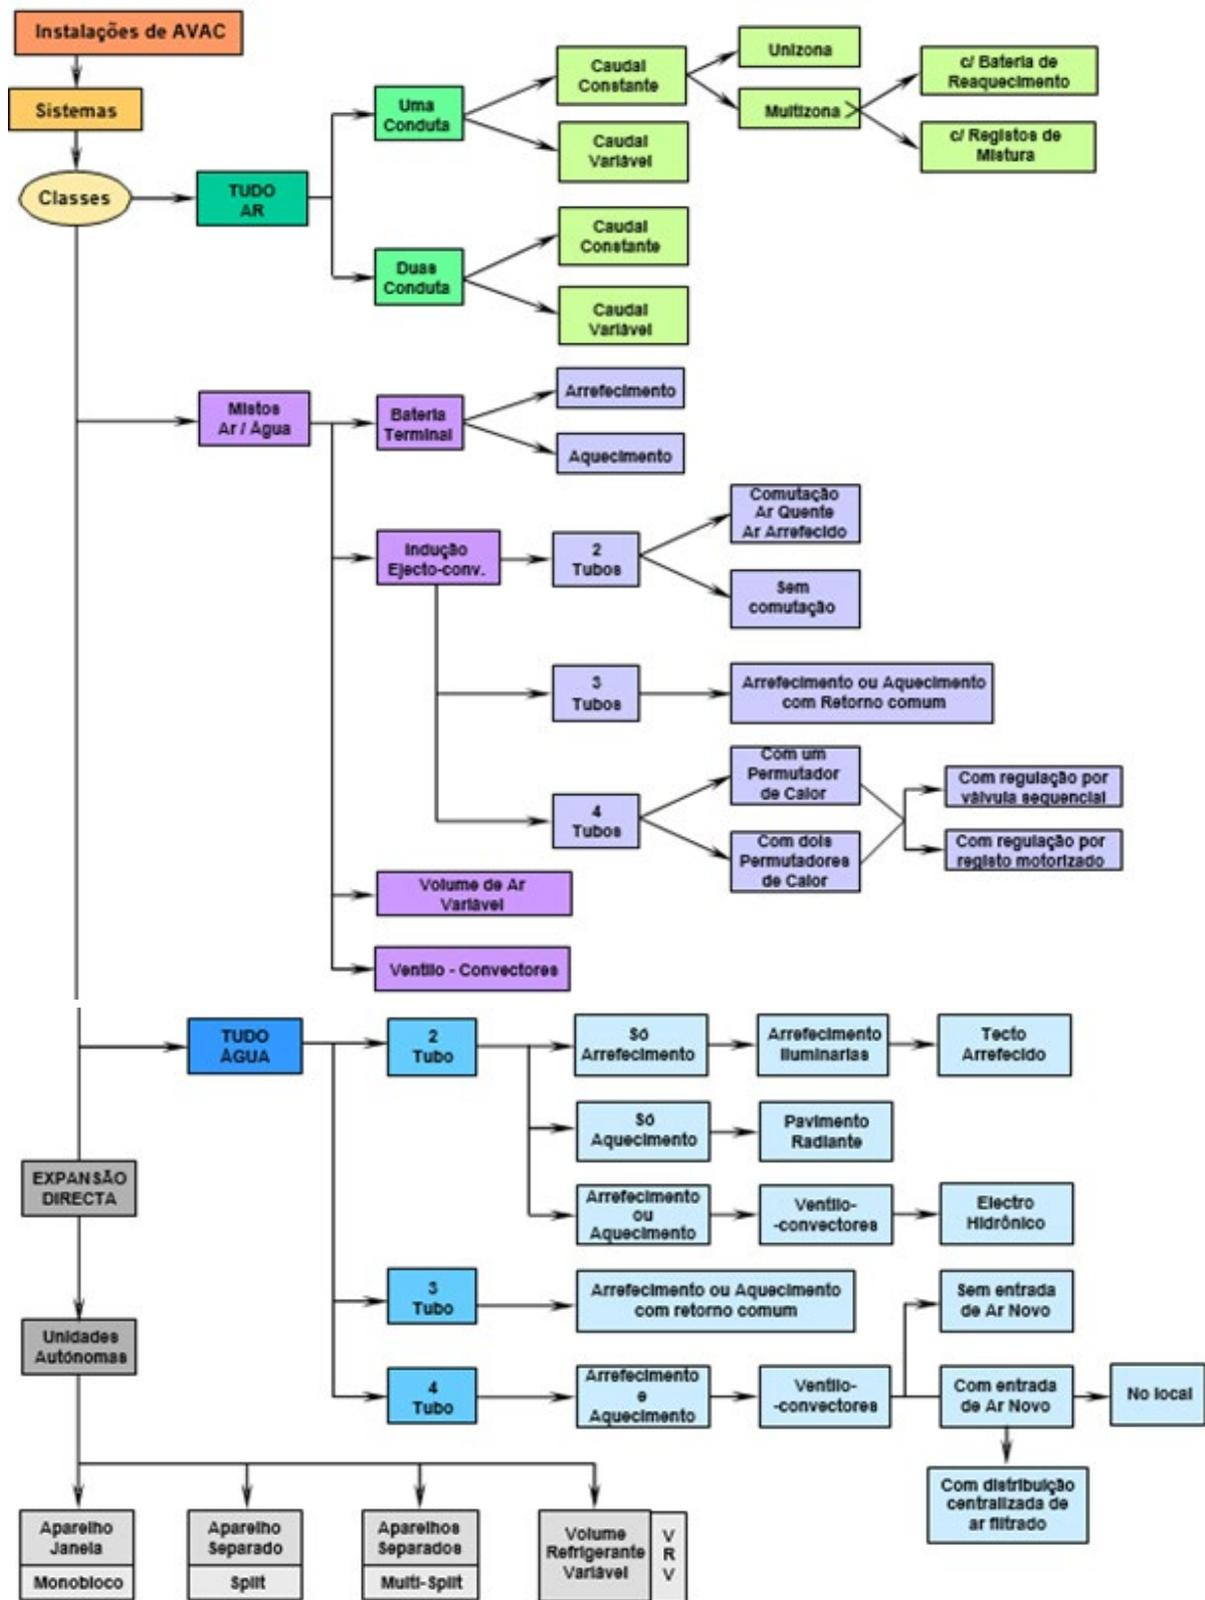 Instalações de AVAC
Sistemas
Classes
TUDO
AR
Uma
Conduta
Caudal
Constante
Unizona
Multizona
c/ Bateria de
Reaquecimento
c/ Registos de
Mistura
Caudal
Variável
Duas
Conduta
Caudal
Constante
Caudal
Variável
Mistos
Ar / Água
Bateria
Terminal
Arrefecimento
Aquecimento
Indução
Ejecto-conv.
2
Tubos
Comutação
Ar Quente
Ar Arrefecido
Sem
comutação
3
Tubos
Arrefecimento ou Aquecimento
com Retorno comum
4
Tubos
Com um
Permutador
de Calor
Com dois
Permutadores
de Calor
Com regulação por
válvula sequencial
Com regulação por
registo motorizado
Volume de Ar
Variável
Ventilo - Convectores
TUDO
ÁGUA
2
Tubo
Só
Arrefecimento
Arrefecimento
Iluminarias
Tecto
Arrefecido
Só
Aquecimento
Pavimento
Radiante
Arrefecimento
ou
Aquecimento
Ventilo-
-convectores
Electro
Hidrônico
3
Tubo
Arrefecimento ou Aquecimento
com retorno comum
4
Tubo
Arrefecimento
e
Aquecimento
Ventilo-
-convectores
Sem entrada
de Ar Novo
Com entrada
de Ar Novo
No local
Com distribuição
centralizada de
ar filtrado
EXPANSÃO
DIRECTA
Unidades
Autónomas
Aparelho
Janela
Monobloco
Aparelho
Separado
Split
Aparelhos
Separados
Multi-Split
Volume
Refrigerante
Variável
V
R
V